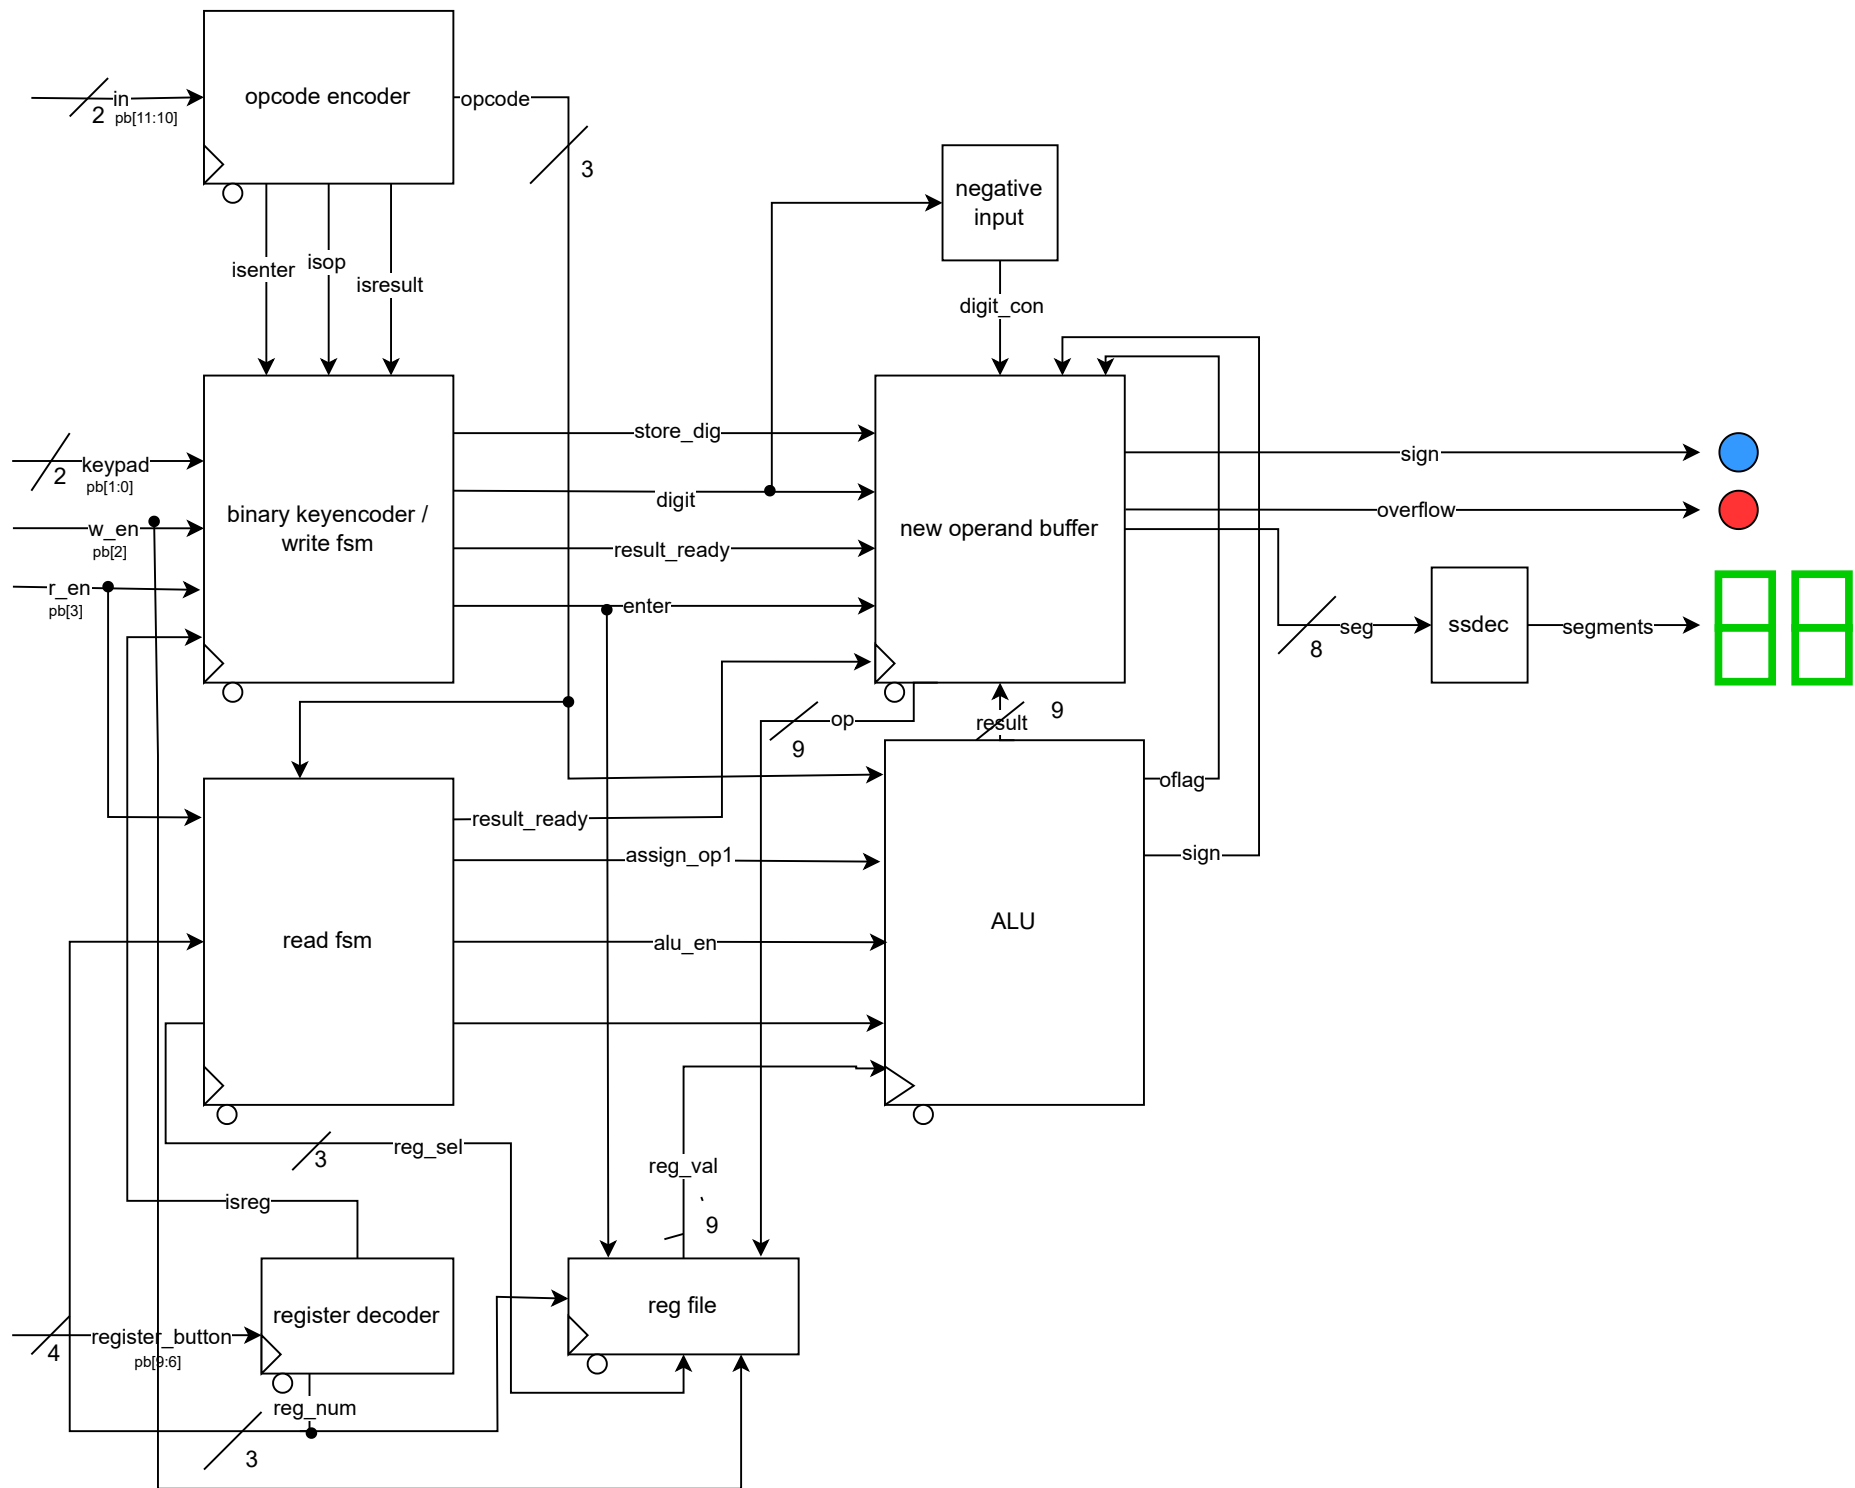 opcode encoder
in
2
pb[11:10]
opcode
3
negative
input
isenter
isop
isresult
digit_con
store_dig
sign
keypad
2
pb[1:0]
digit
binary keyencoder /
write fsm
w_en
pb[2]
new operand buffer
overflow
result_ready
r_en
pb[3]
enter
seg
8
ssdec
segments
op
9
result
9
oflag
result_ready
assign_op1
sign
read fsm
alu_en
ALU
reg_sel
3
reg_val
9
isreg
register decoder
reg file
register_button
4
pb[9:6]
reg_num
3